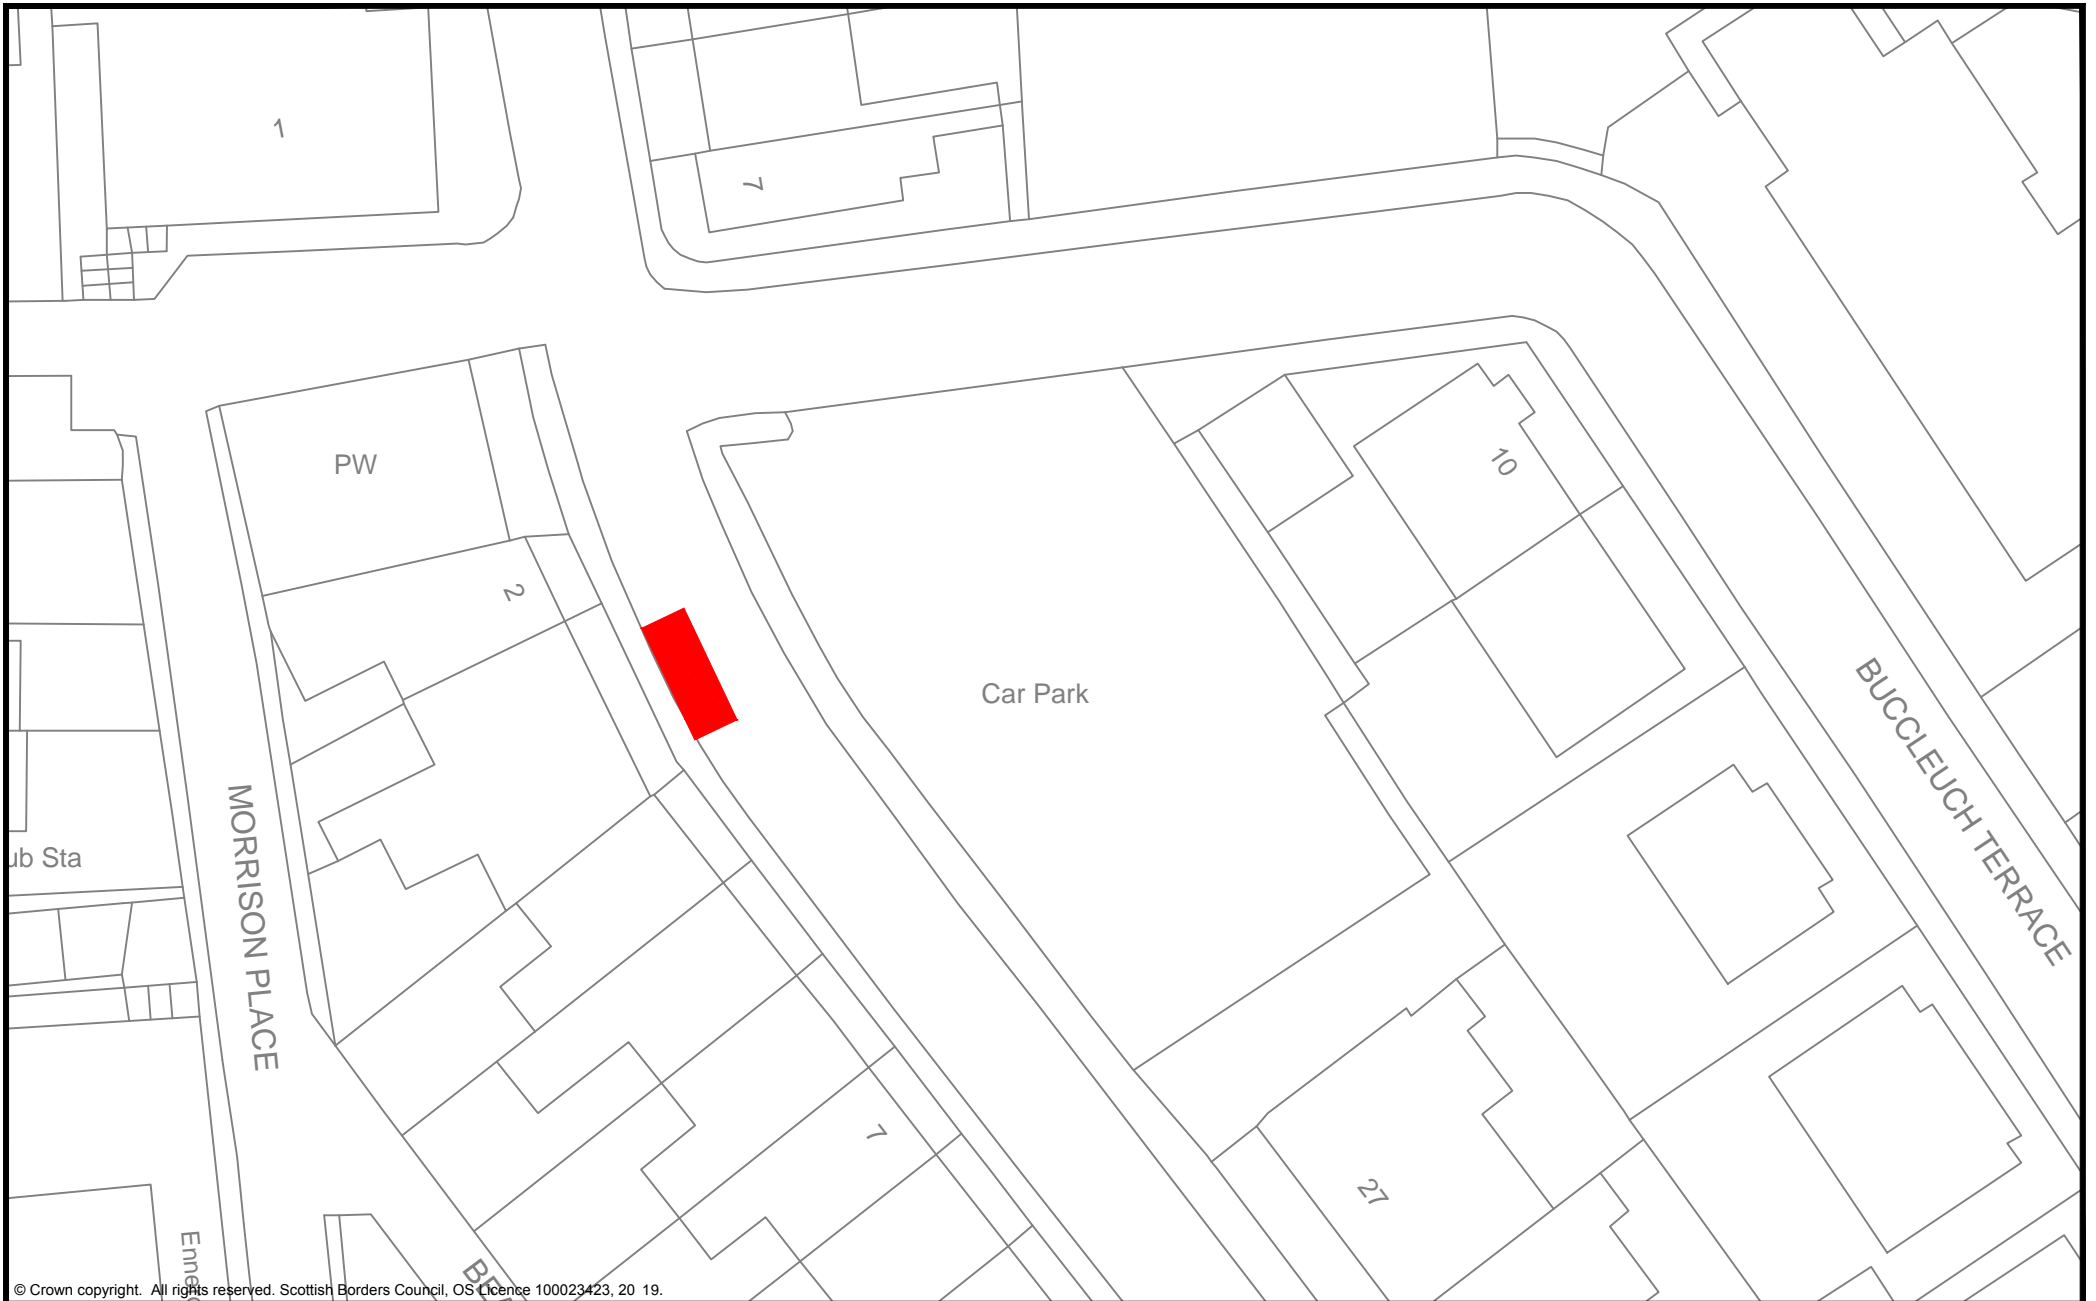 1
7
PW
10
2
Car Park
BUCCLEUCH TERRACE
MORRISON PLACE
ub Sta
7
27
© Crown copyright. All rights reserved. Scottish Borders Council, OS Licence 100023423, 20 19.